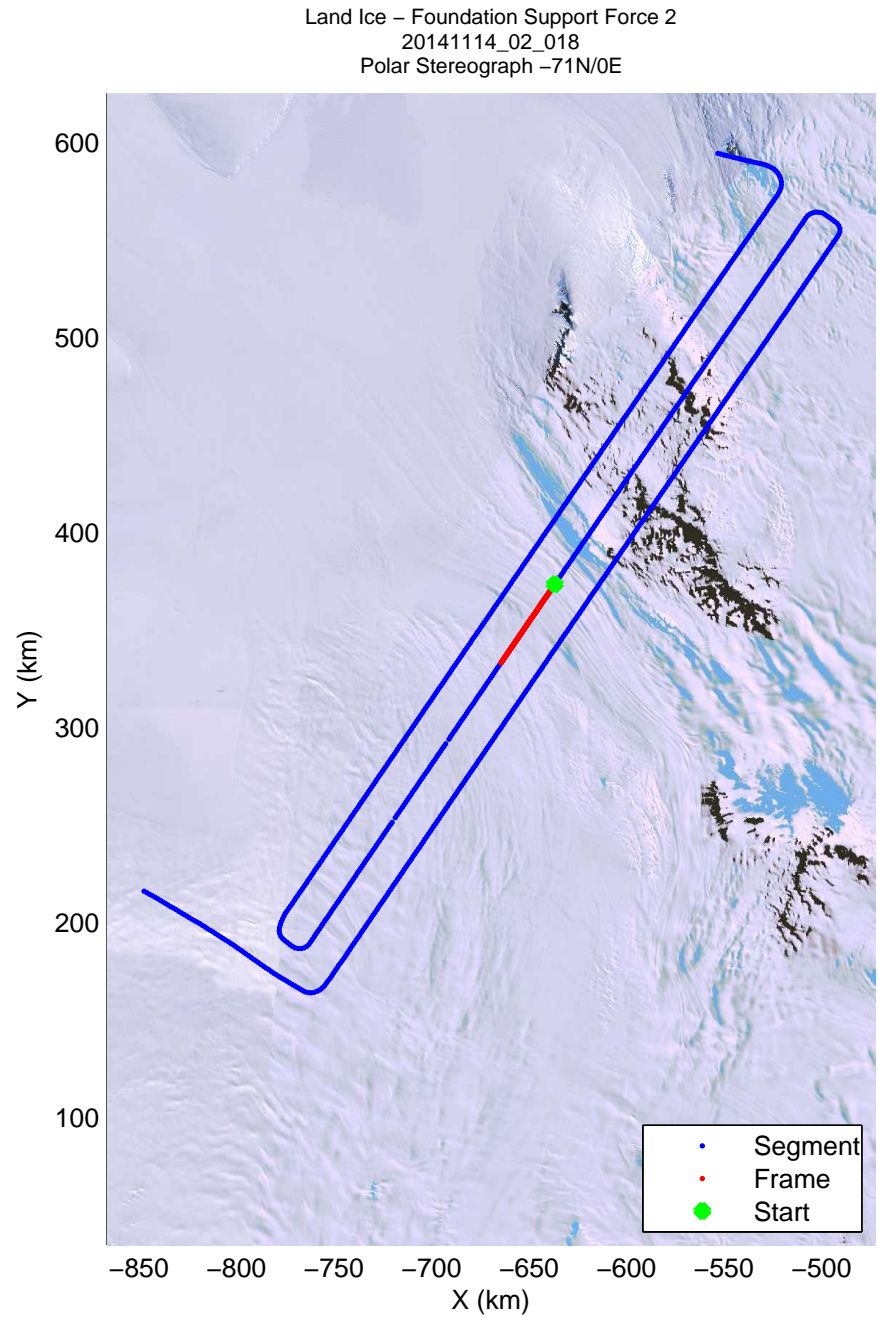 Land Ice − Foundation Support Force 2
20141114_02_018
Polar Stereograph −71N/0E
600
500
400
300
200
100
Y (km)
−850
−800
−750
−700
−650
−600
−550
−500
X (km)
Segment
Frame
Start